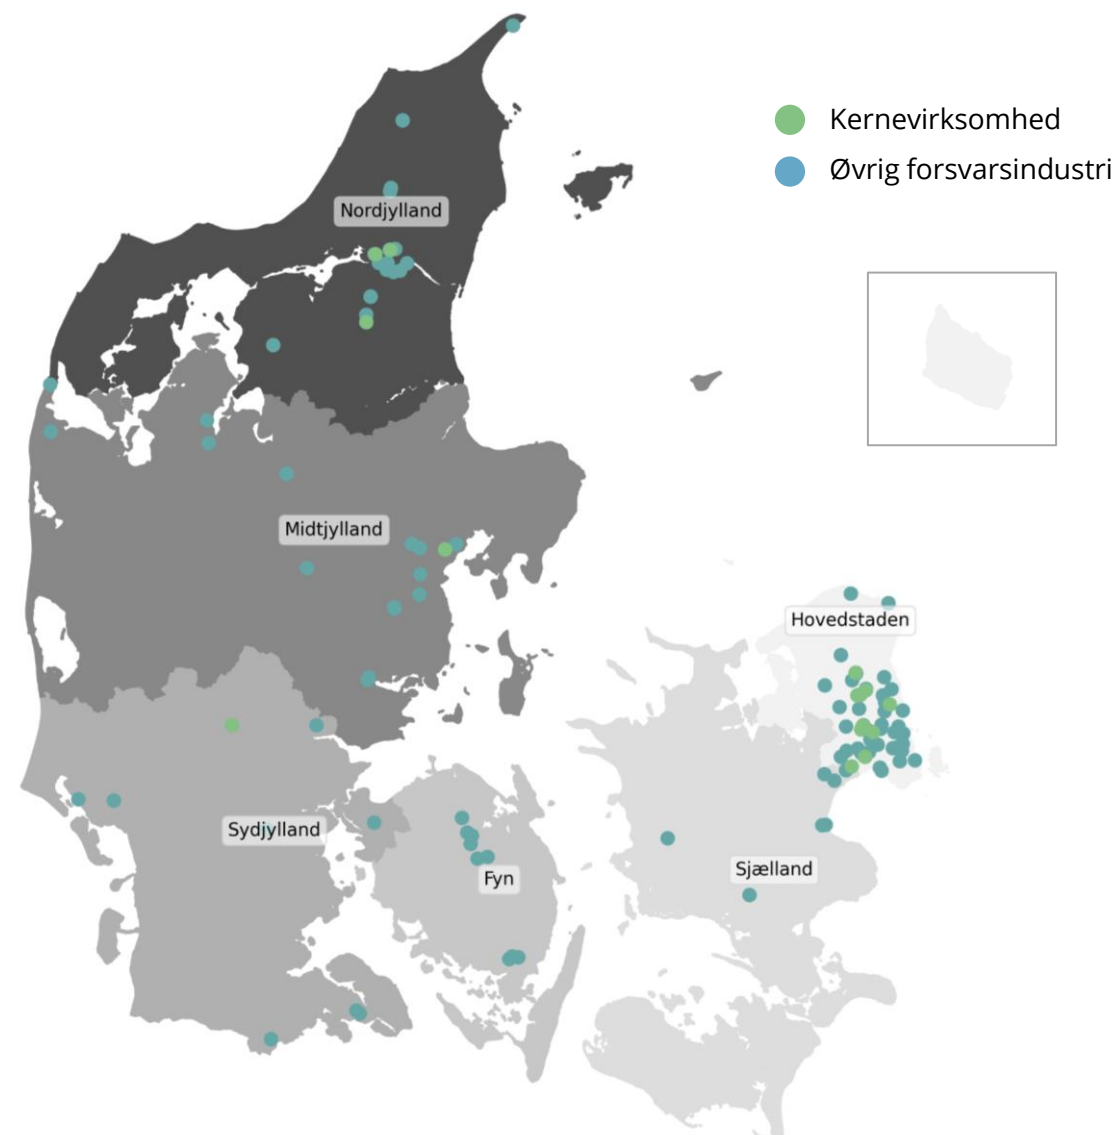 Kernevirksomhed
Øvrig forsvarsindustri
Nordjylland
Midtjylland
Hovedstaden
Sydjylland
Sjælland
Fyn